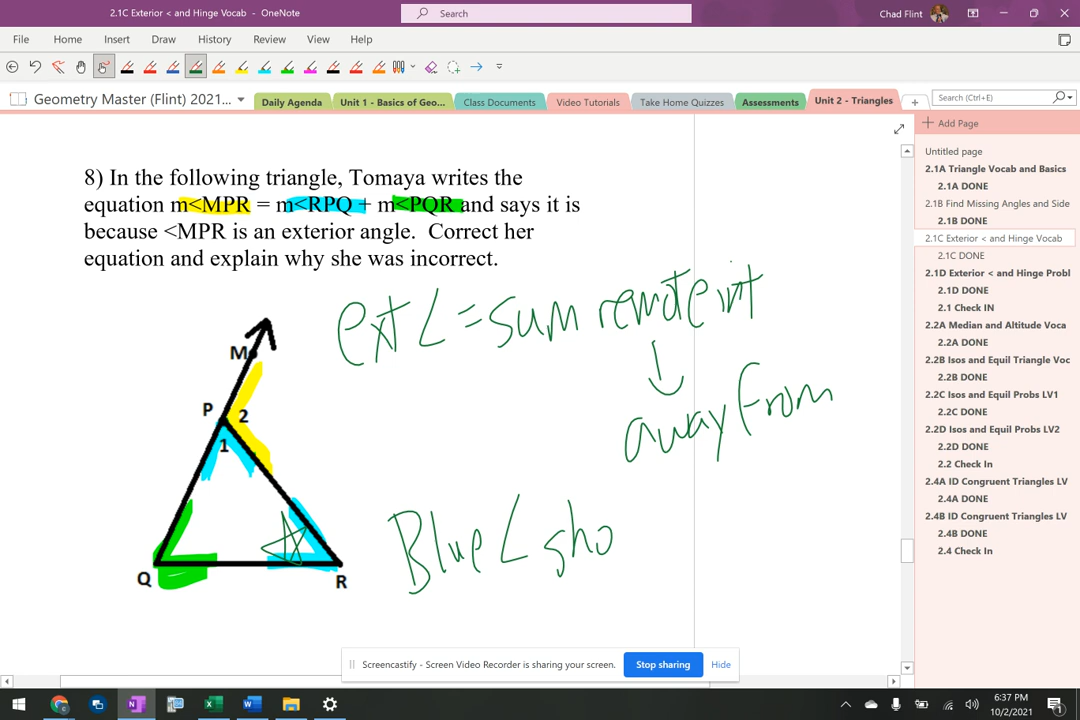 2.1C Exterior < and Hinge Vocab - OneNote
Search
Chad Flint
File Home Insert Draw History Review View Help
Geometry Master (Flint) 2021...
Daily Agenda
Unit 1 - Basics of Geo...
Class Documents
Video Tutorials
Take Home Quizzes
Assessments
Unit 2 - Triangles
Search (Ctrl+E)
Add Page
Untitled page
2.1A Triangle Vocab and Basics
2.1A DONE
2.1B Find Missing Angles and Side
2.1B DONE
2.1C Exterior < and Hinge Vocab
2.1C DONE
2.1D Exterior < and Hinge Probl
2.1D DONE
2.1 Check IN
2.2A Median and Altitude Voca
2.2A DONE
2.2B Isos and Equil Triangle Voc
2.2B DONE
2.2C Isos and Equil Probs LV1
2.2C DONE
2.2D Isos and Equil Probs LV2
2.2D DONE
2.2 Check In
2.4A ID Congruent Triangles LV
2.4A DONE
2.4B ID Congruent Triangles LV
2.4B DONE
2.4 Check In
8) In the following triangle, Tomaya writes the
equation m<MPR = m<RPQ + m<PQR and says it is
because <MPR is an exterior angle. Correct her
equation and explain why she was incorrect.
ext ∠ = sum remote int
away from
M
P 2
1
Q R
Blue ∠ sho
Screencastify - Screen Video Recorder is sharing your screen.
Stop sharing
Hide
6:37 PM
10/2/2021